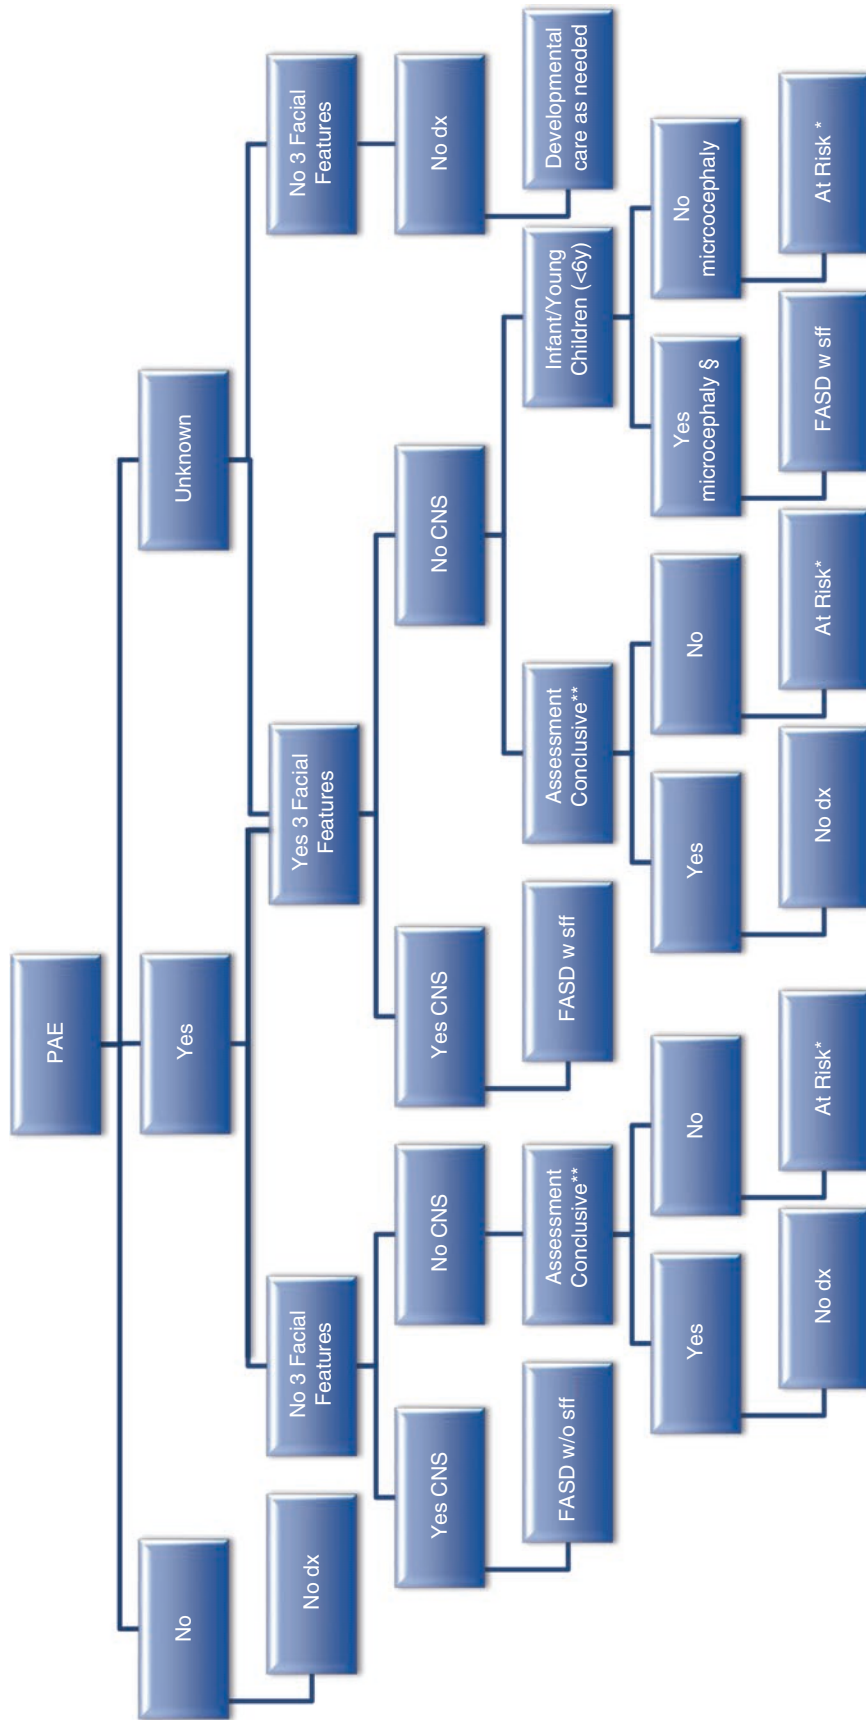 PAE
No
Yes
Unknown
No dx
No 3 Facial
Features
Yes 3 Facial
Features
No 3 Facial
Features
Yes CNS
No CNS
Yes CNS
No CNS
No dx
FASD w/o sff
Assessment
Conclusive**
FASD w sff
Assessment
Conclusive**
Infant/Young
Children (<6y)
Developmental
care as needed
Yes
No
Yes
No
Yes
microcephaly §
No
micrcocephaly
No dx
At Risk*
No dx
At Risk*
FASD w sff
At Risk *